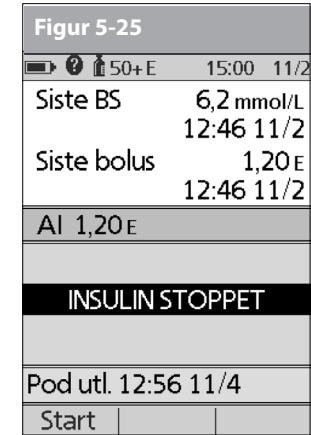 Figur 5-25
50+ E 15:00 11/2
Siste BS 6,2 mmol/L
12:46 11/2
Siste bolus 1,20 E
12:46 11/2
AI 1,20 E
INSULIN STOPPET
Pod utl. 12:56 11/4
Start